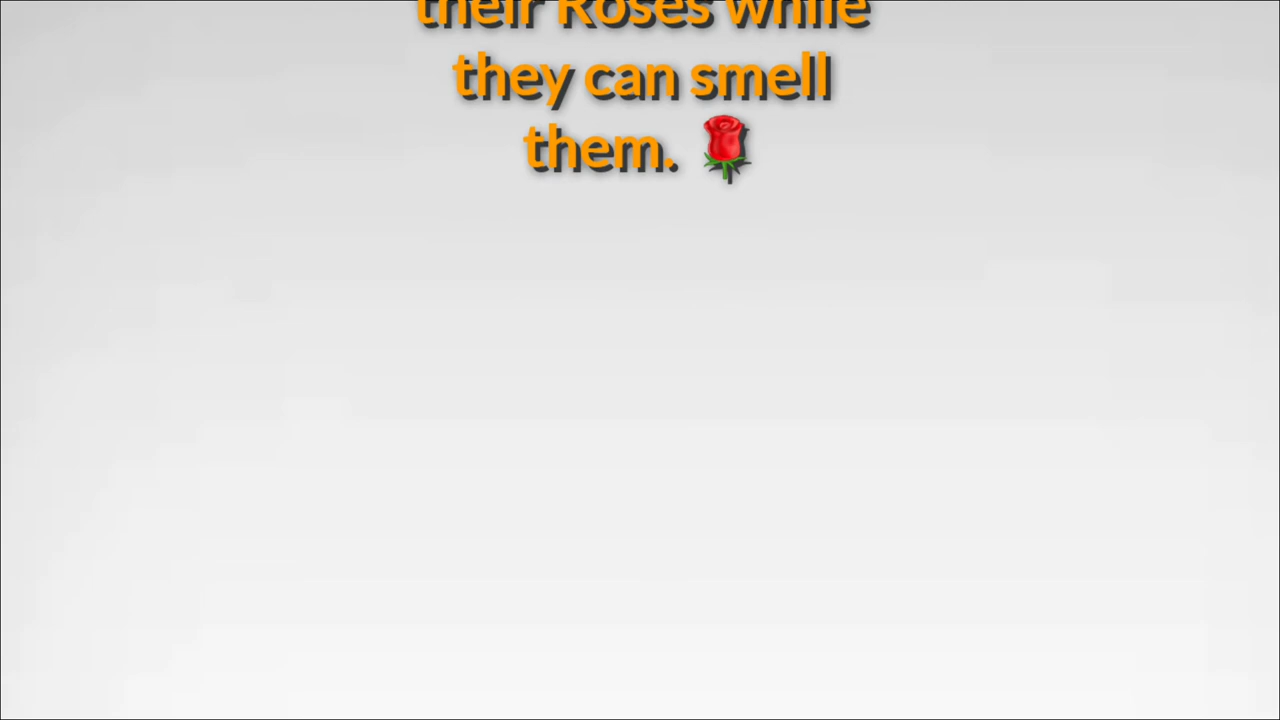 their Roses while
they can smell
them. 🌹